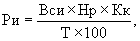 Ри = Вси×Нр×Кк / Т×100,